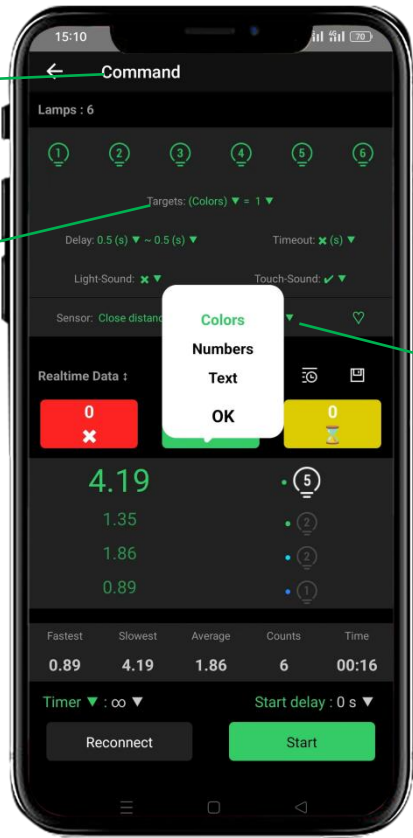 15:10 70
← Command
Lamps : 6
1 2 3 4 5 6
Targets: (Colors) ▼ = 1 ▼
Delay: 0.5 (s) ▼ ~ 0.5 (s) ▼ Timeout: ✘ (s) ▼
Light-Sound: ✘ ▼ Touch-Sound: ✔ ▼
Sensor: Close distanc ▼ ♡
Colors
Numbers
Text
OK
Realtime Data ↕
0 0
4.19 5
1.35 2
1.86 2
0.89 1
Fastest Slowest Average Counts Time
0.89 4.19 1.86 6 00:16
Timer ▼ : ∞ ▼ Start delay : 0 s ▼
Reconnect Start